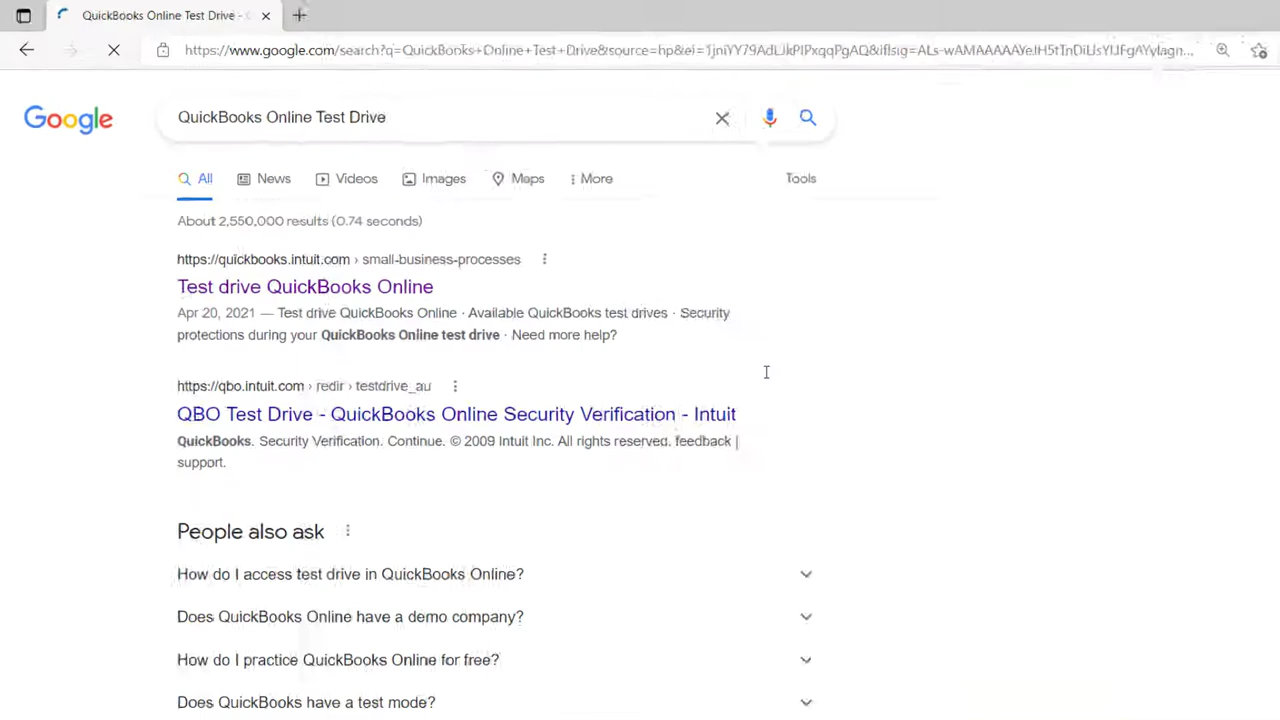 QuickBooks Online Test Drive -
https://www.google.com/search?q=QuickBooks+Online+Test+Drive&source=hp&ei=
Google
QuickBooks Online Test Drive
All News Videos Images Maps More Tools
About 2,550,000 results (0.74 seconds)
https://quickbooks.intuit.com › small-business-processes
Test drive QuickBooks Online
Apr 20, 2021 — Test drive QuickBooks Online · Available QuickBooks test drives · Security
protections during your QuickBooks Online test drive · Need more help?
https://qbo.intuit.com › redir › testdrive_au
QBO Test Drive - QuickBooks Online Security Verification - Intuit
QuickBooks. Security Verification. Continue. © 2009 Intuit Inc. All rights reserved. feedback |
support.
People also ask
How do I access test drive in QuickBooks Online?
Does QuickBooks Online have a demo company?
How do I practice QuickBooks Online for free?
Does QuickBooks have a test mode?